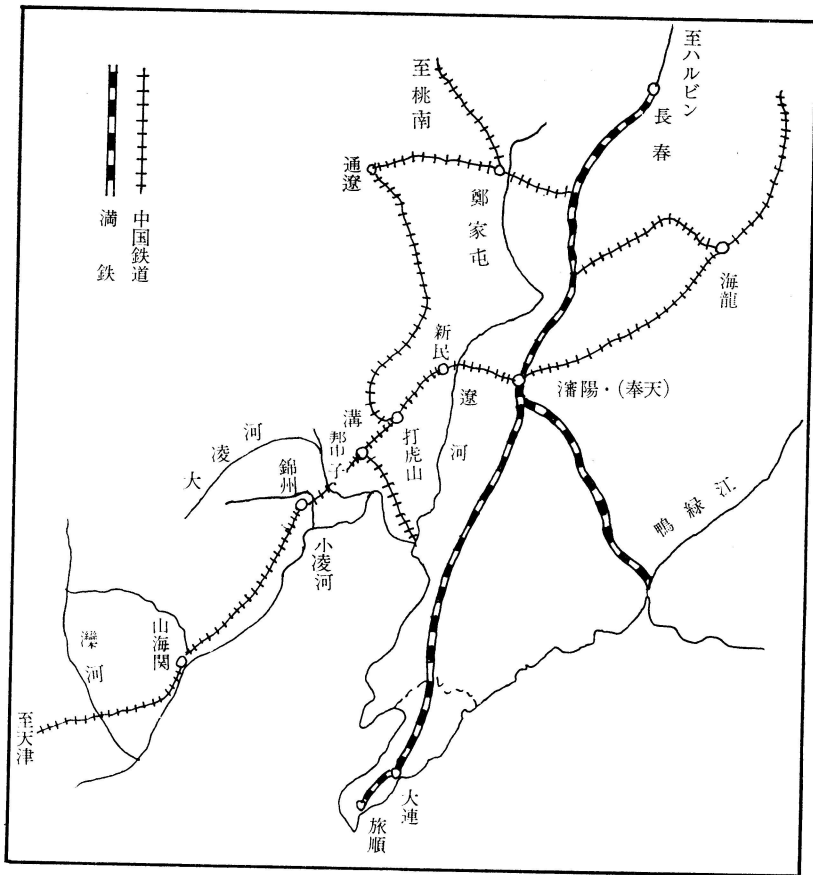 中国鉄道
満鉄
至ハルビン
長春
至桃南
通遼
鄭家屯
海龍
新民
遼河
瀋陽・(奉天)
打虎山
溝幇子
大凌河
錦州
小凌河
鴨緑江
山海関
灤河
至天津
大連
旅順